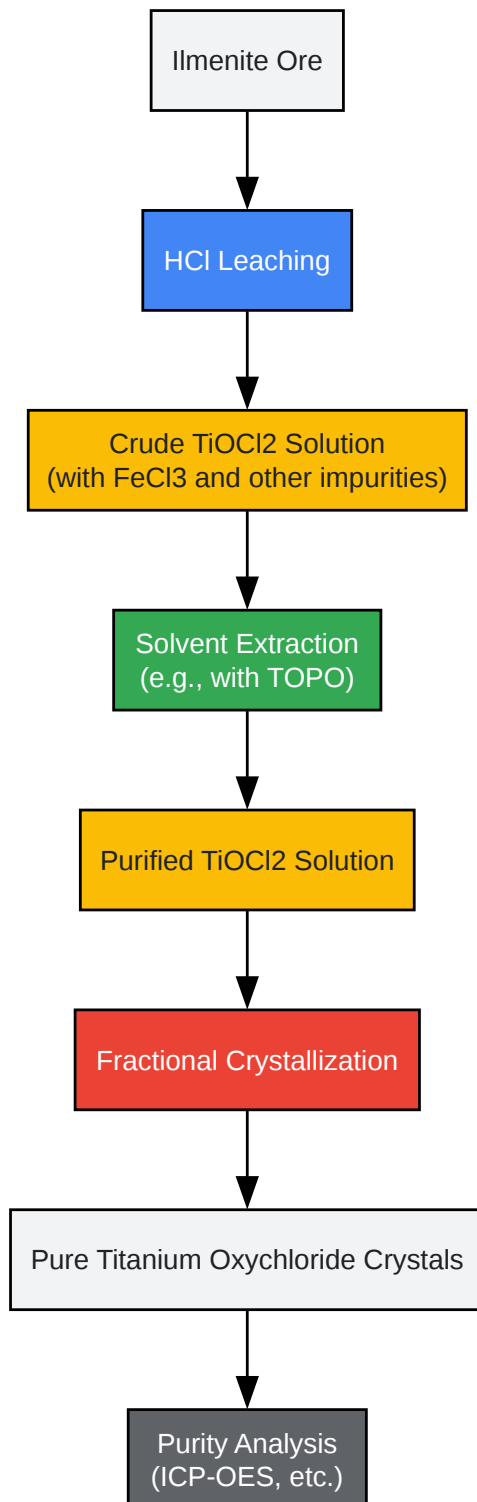 Ilmenite Ore
HCl Leaching
Crude TiOCl2 Solution
(with FeCl3 and other impurities)
Solvent Extraction
(e.g., with TOPO)
Purified TiOCl2 Solution
Fractional Crystallization
Pure Titanium Oxychloride Crystals
Purity Analysis
(ICP-OES, etc.)